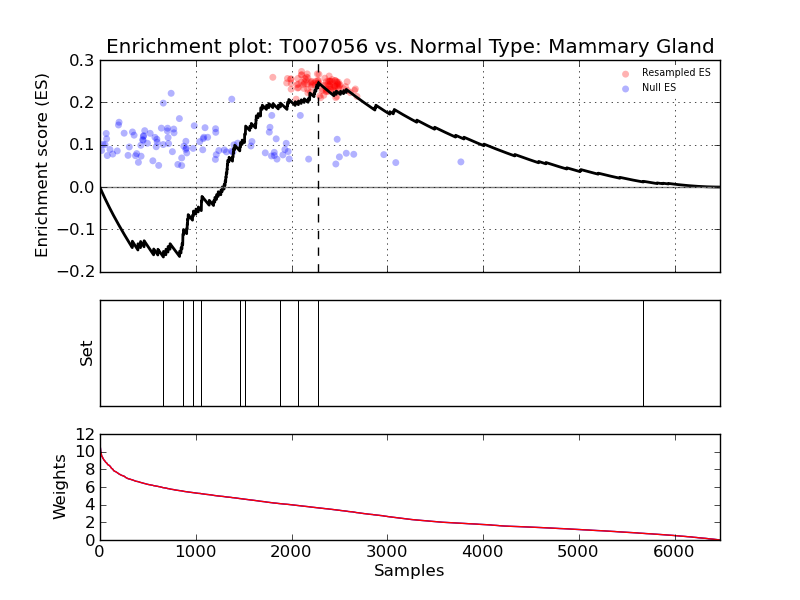 Enrichment plot: T007056 vs. Normal Type: Mammary Gland
Enrichment score (ES)
0.3
0.2
0.1
0.0
−0.1
−0.2
Resampled ES
Null ES
Set
Weights
12
10
8
6
4
2
0
0 1000 2000 3000 4000 5000 6000
Samples